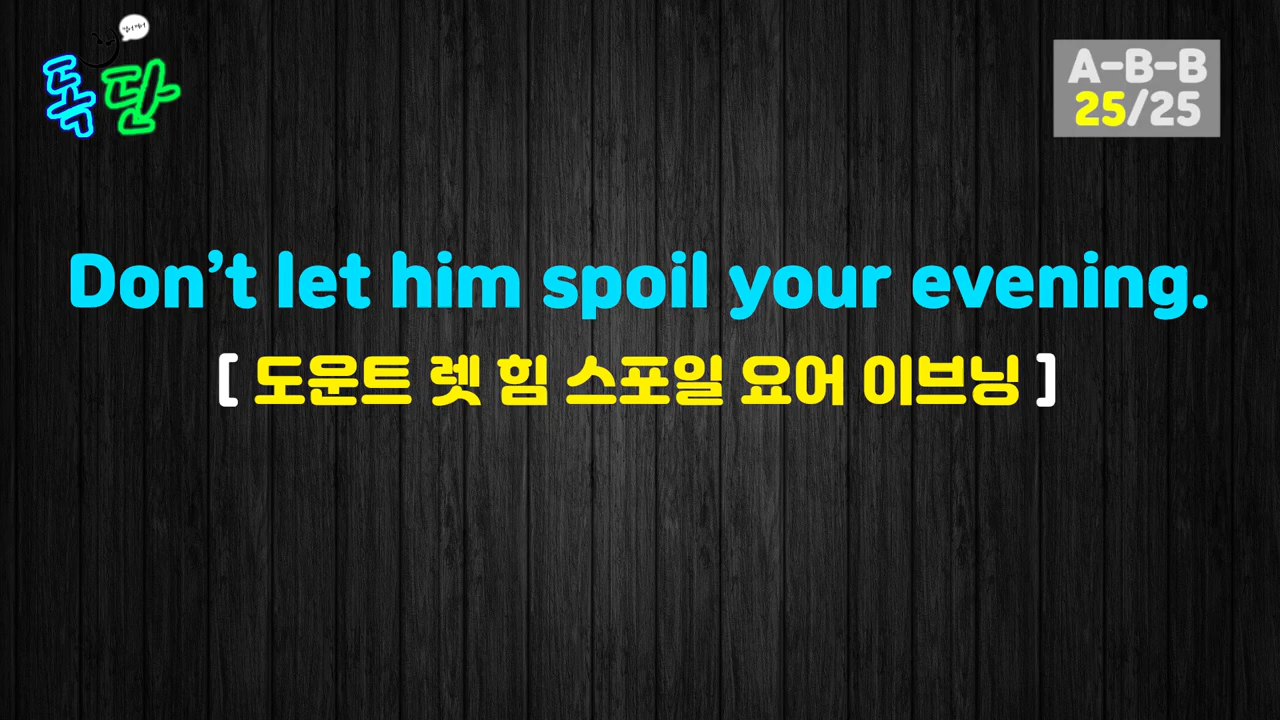 독단
A-B-B
25/25
Don’t let him spoil your evening.
[ 도운트 렛 힘 스포일 요어 이브닝 ]